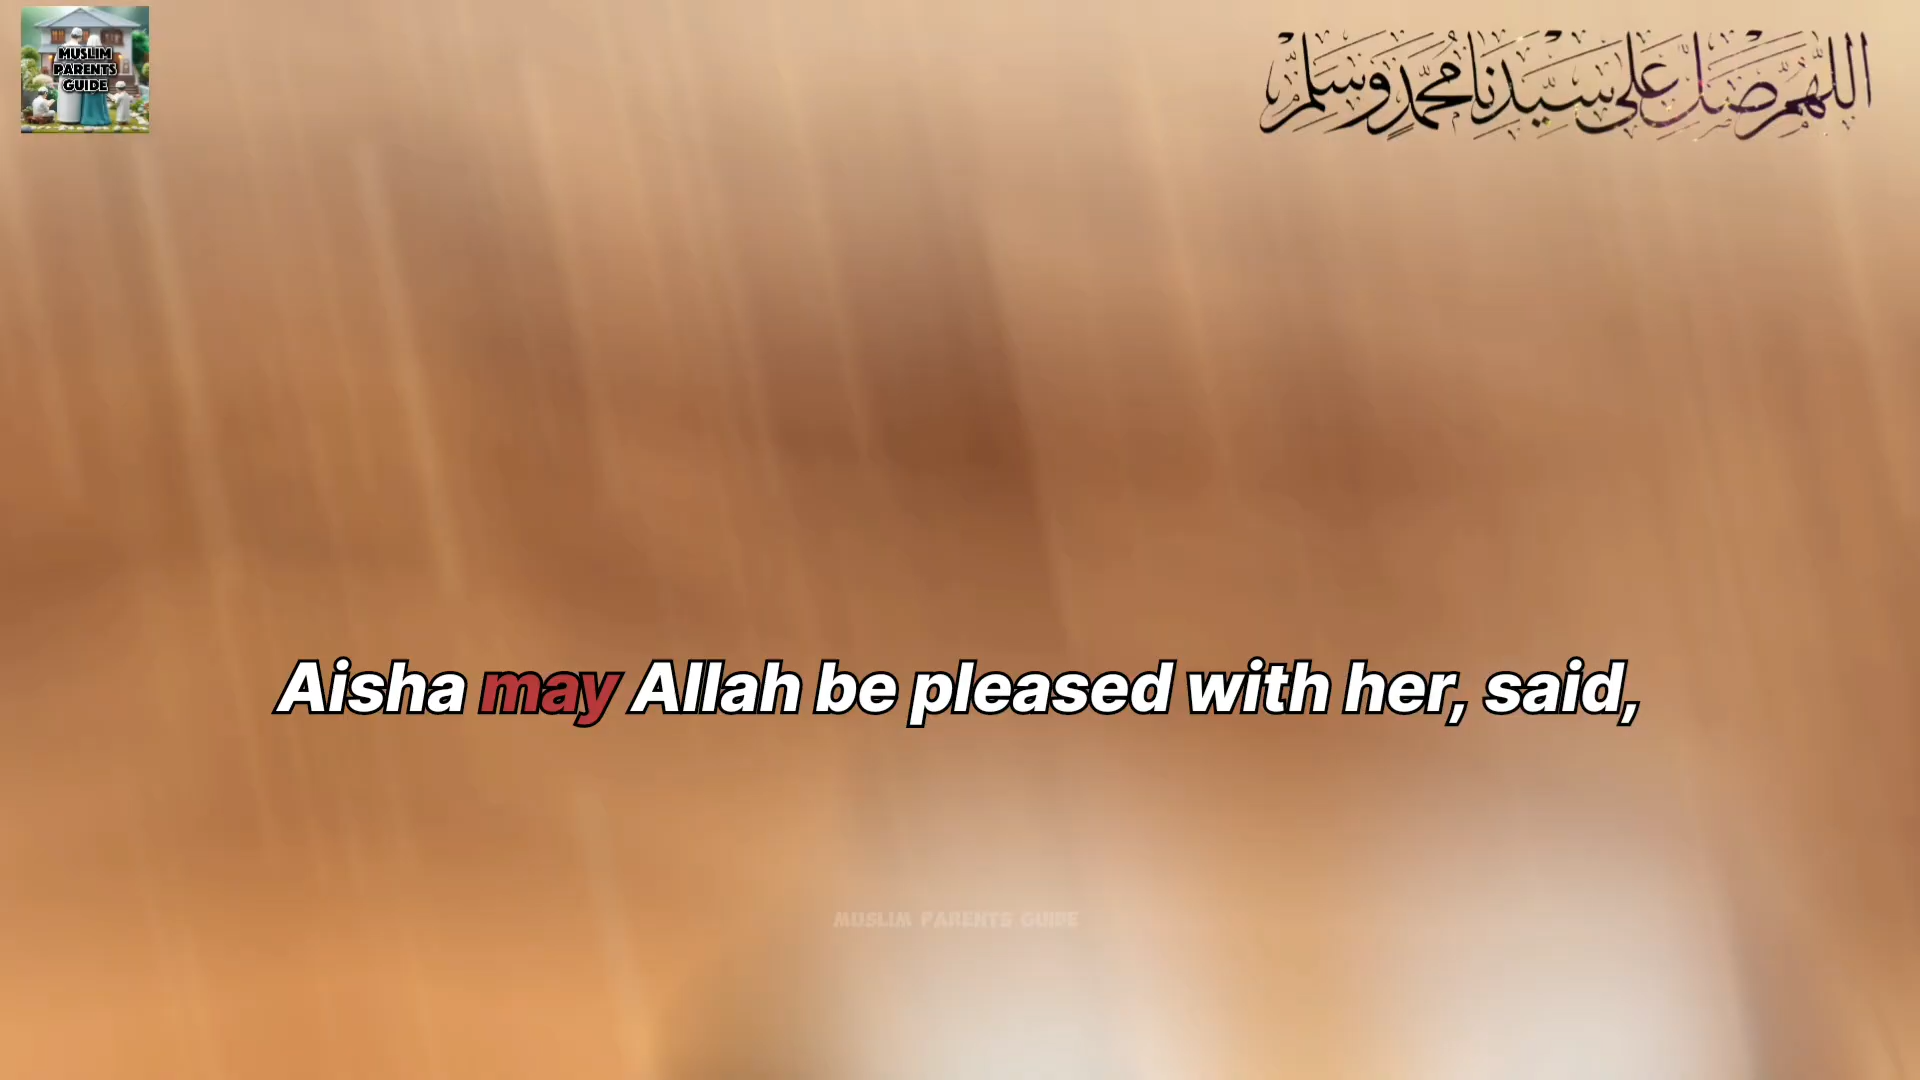 MUSLIM
PARENTS
GUIDE
اللهم صل على سيدنا محمد وسلم
Aisha may Allah be pleased with her, said,
MUSLIM PARENTS GUIDE